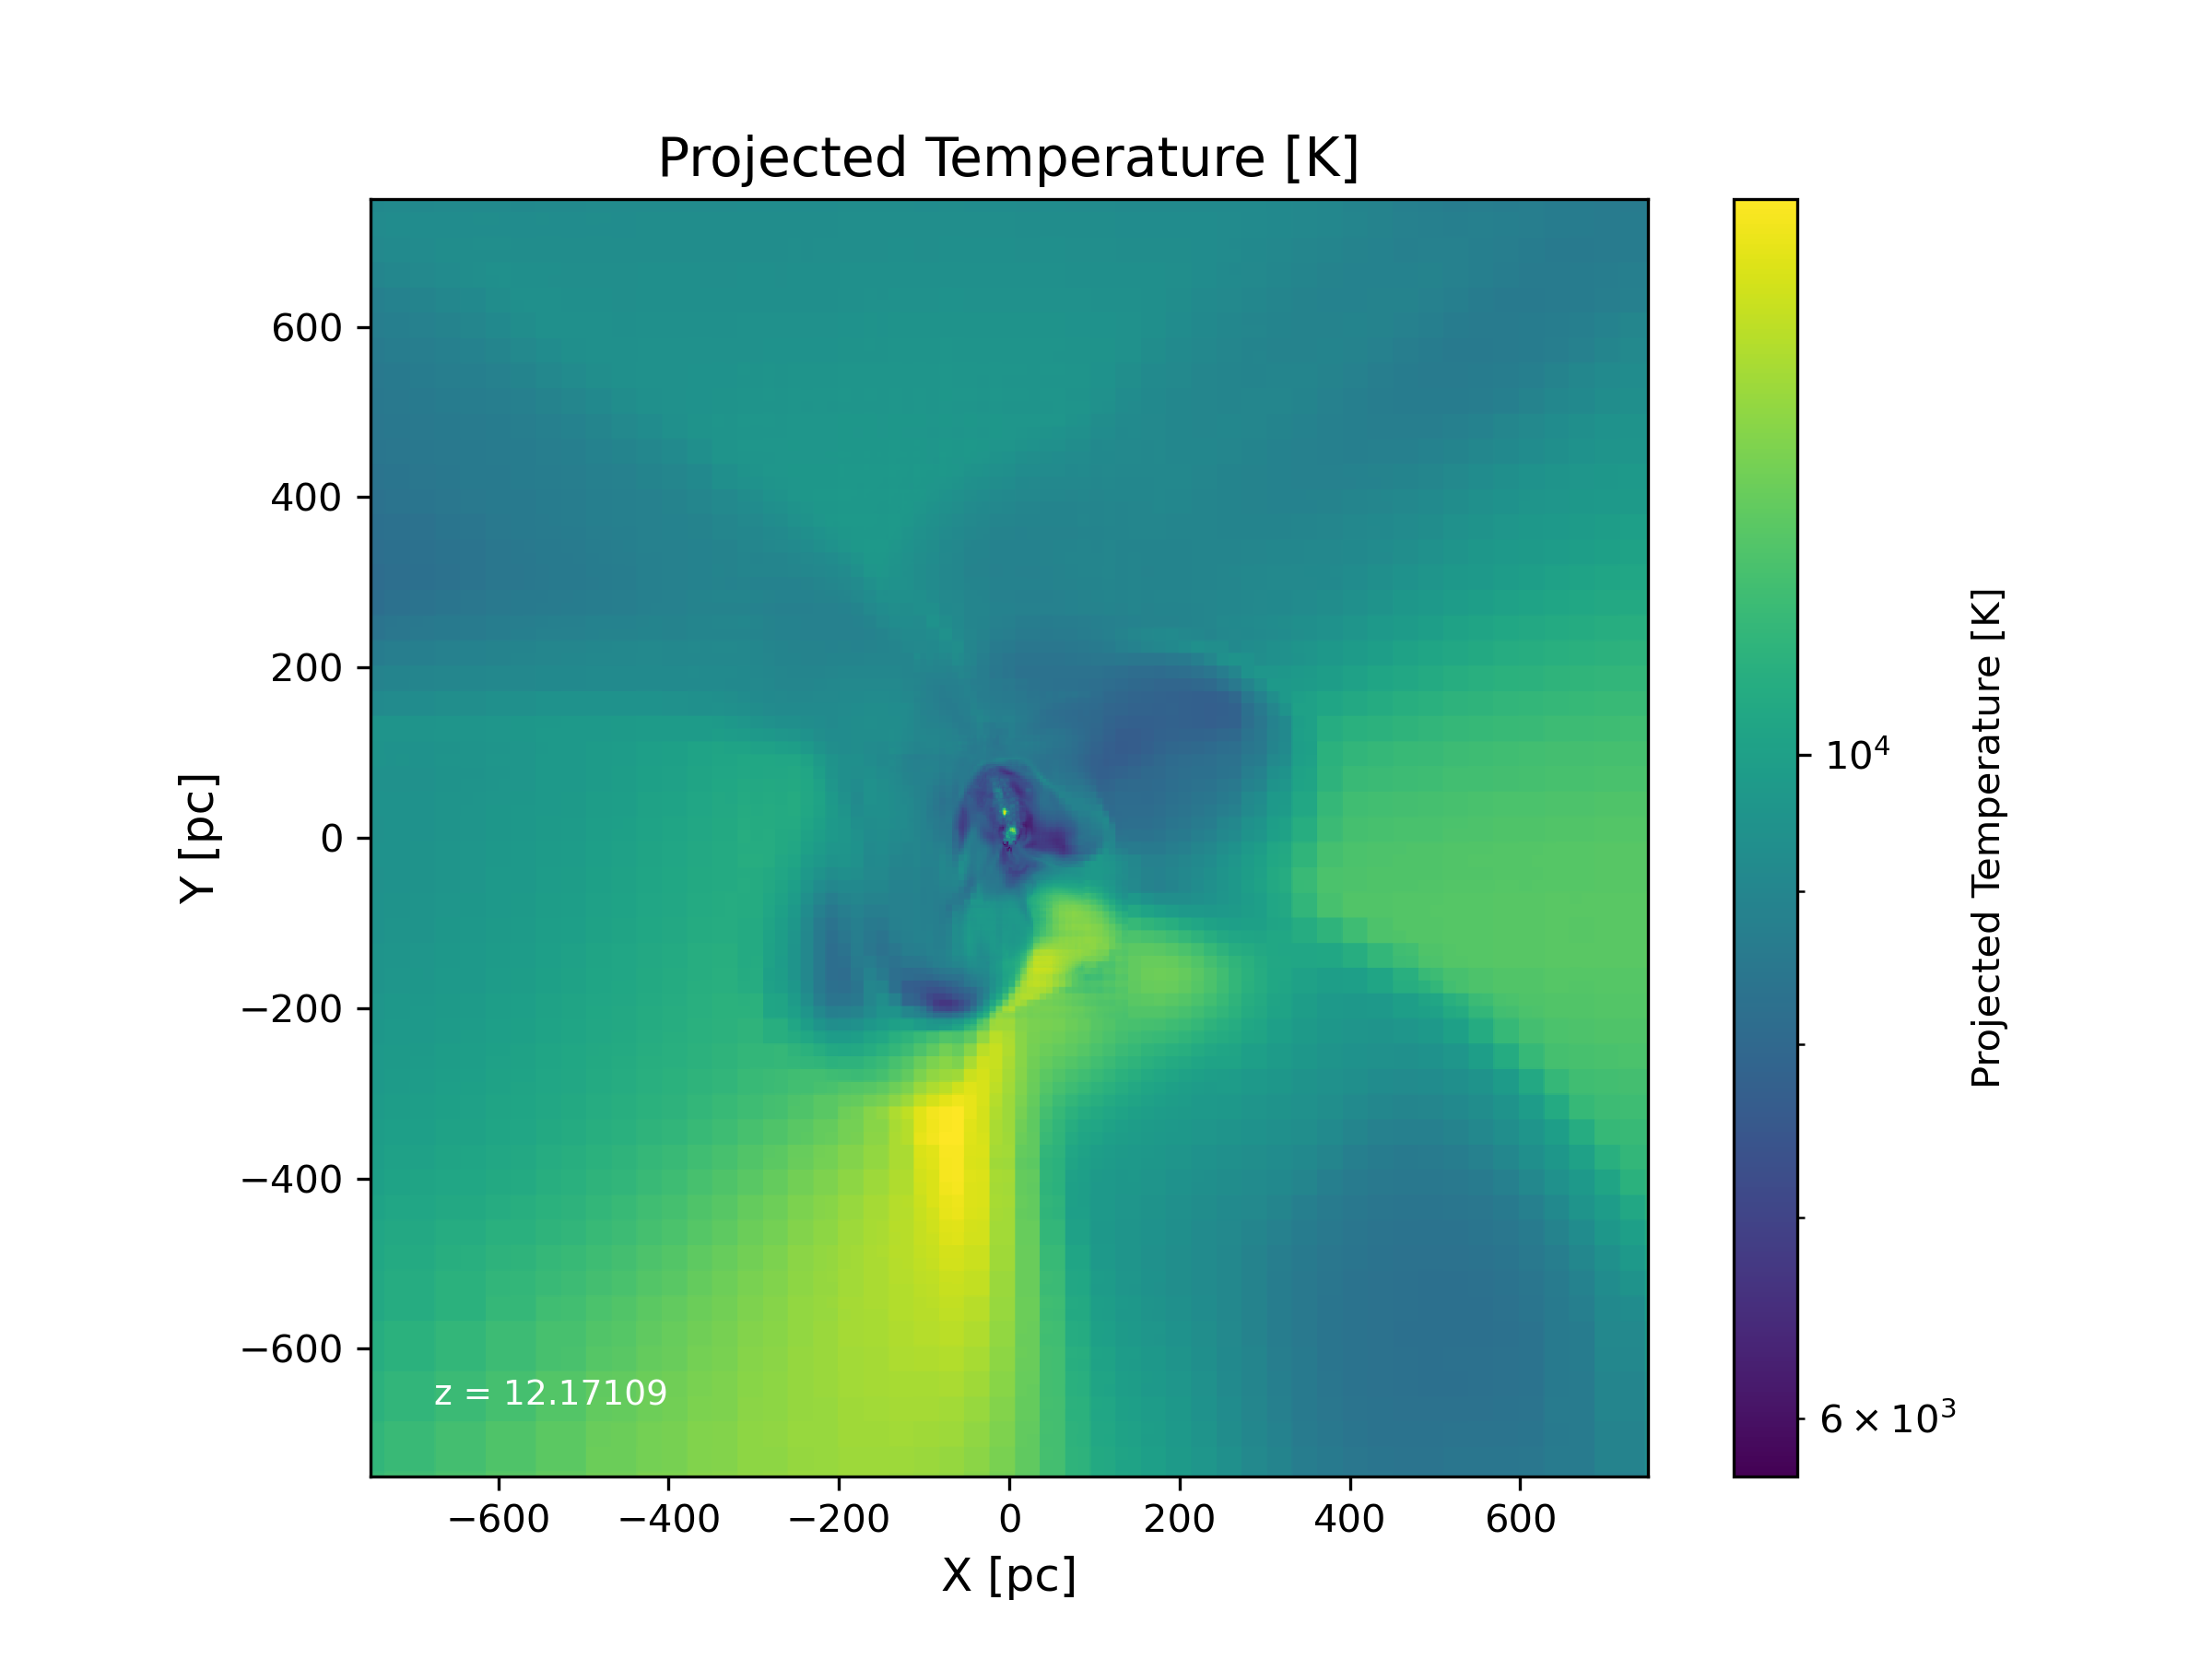 Projected Temperature [K]
600
400
200
0
−200
−400
−600
Y [pc]
z = 12.17109
−600 −400 −200 0 200 400 600
X [pc]
10⁴
6 × 10³
Projected Temperature [K]